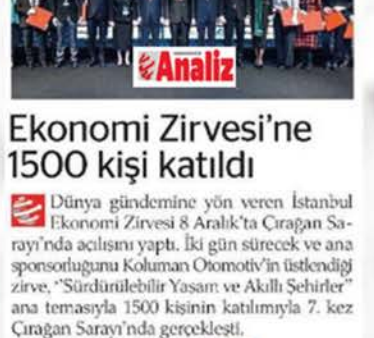 Analiz
Ekonomi Zirvesi'ne
1500 kişi katıldı
Dünya gündemine yön veren İstanbul
Ekonomi Zirvesi 8 Aralık'ta Çırağan Sa-
rayı'nda açılışını yaptı. İki gün sürecek ve ana
sponsorluğunu Koluman Otomotiv'in üstlendiği
zirve, "Sürdürülebilir Yaşam ve Akıllı Şehirler"
ana temasıyla 1500 kişinin katılımıyla 7. kez
Çırağan Sarayı'nda gerçekleşti.